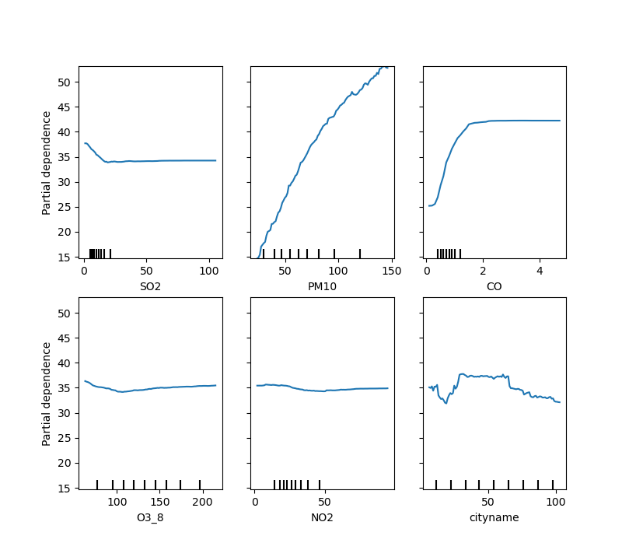 50
45
40
35
30
25
20
15
Partial dependence
0 50 100
SO2
50 100 150
PM10
0 2 4
CO
50
45
40
35
30
25
20
15
Partial dependence
100 150 200
O3_8
0 50
NO2
50 100
cityname